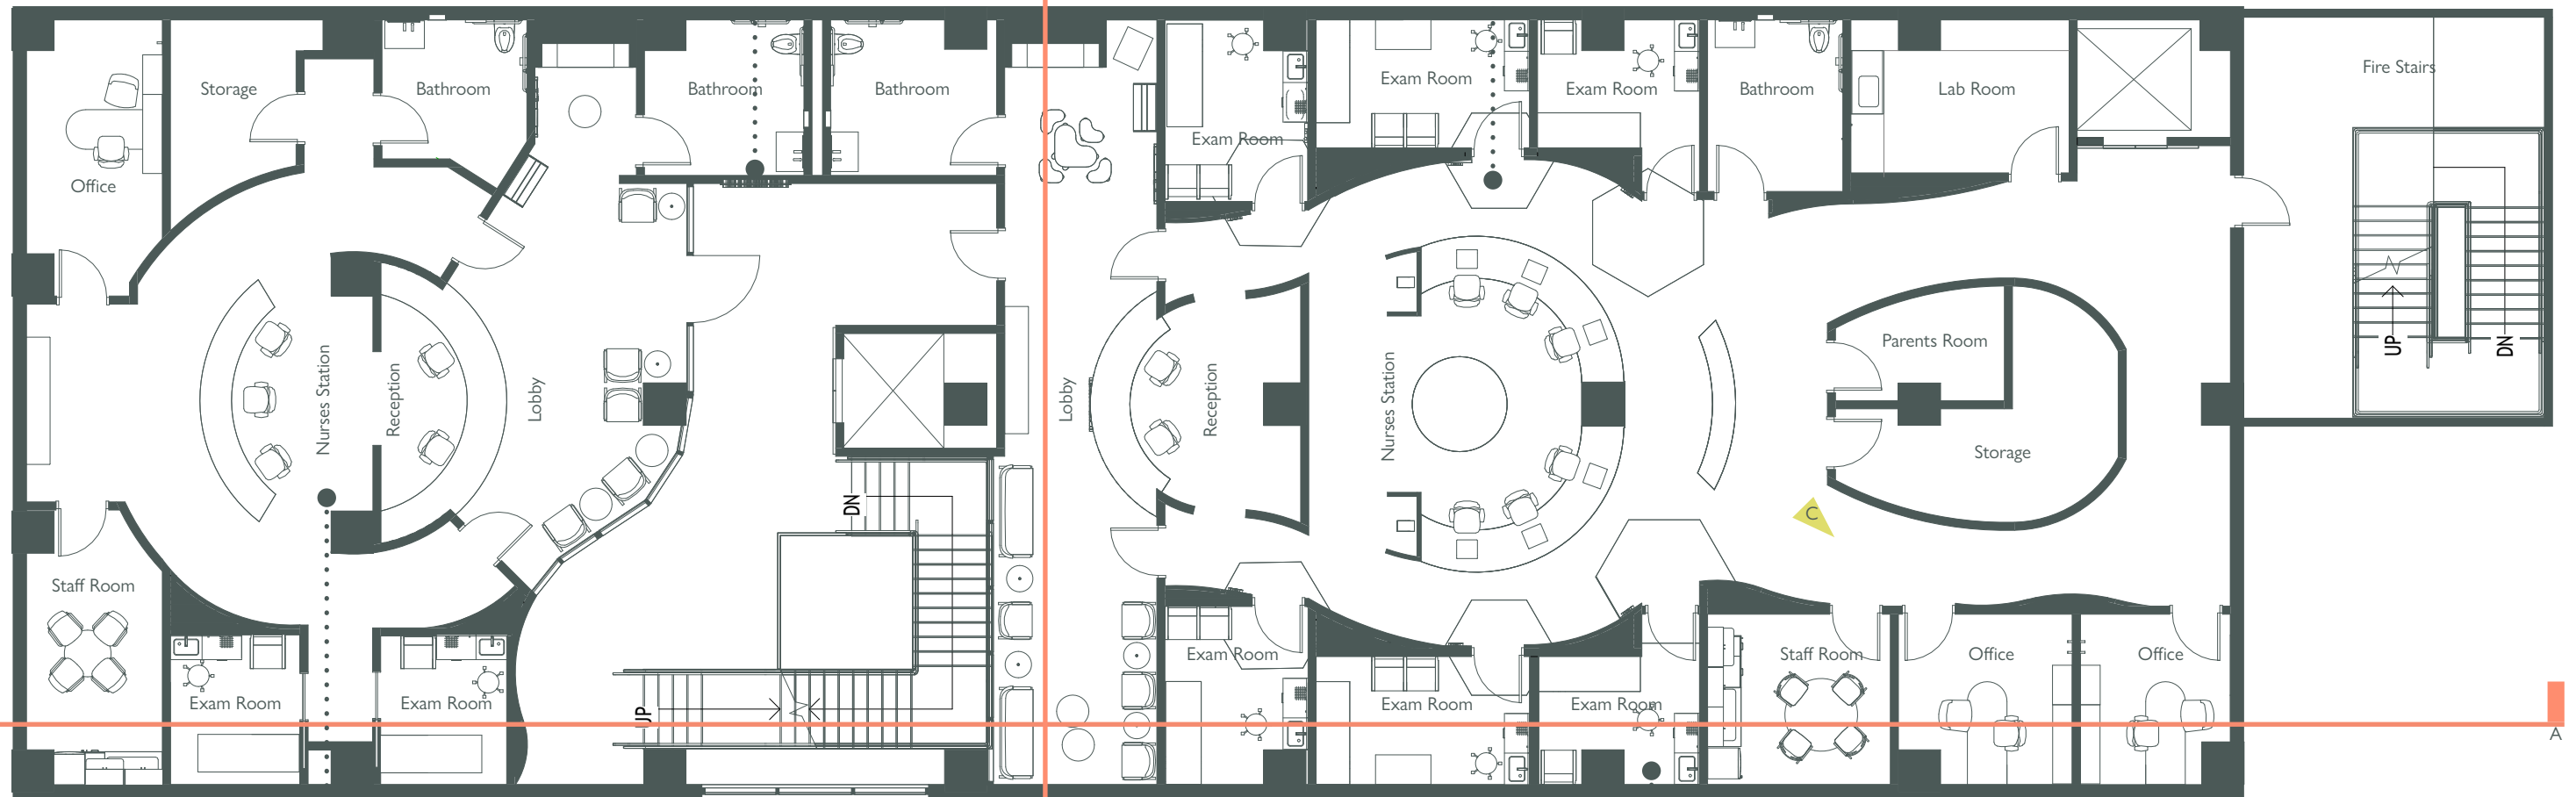 Fire Stairs
Exam Room
Storage
Bathroom
Bathroom
Bathroom
Exam Room
Bathroom
Lab Room
Exam Room
Office
Nurses Station
Reception
Lobby
Lobby
Reception
Nurses Station
Parents Room
UP
DN
Storage
DN
C
Staff Room
Exam Room
Staff Room
Office
Office
Exam Room
Exam Room
UP
Exam Room
Exam Room
A